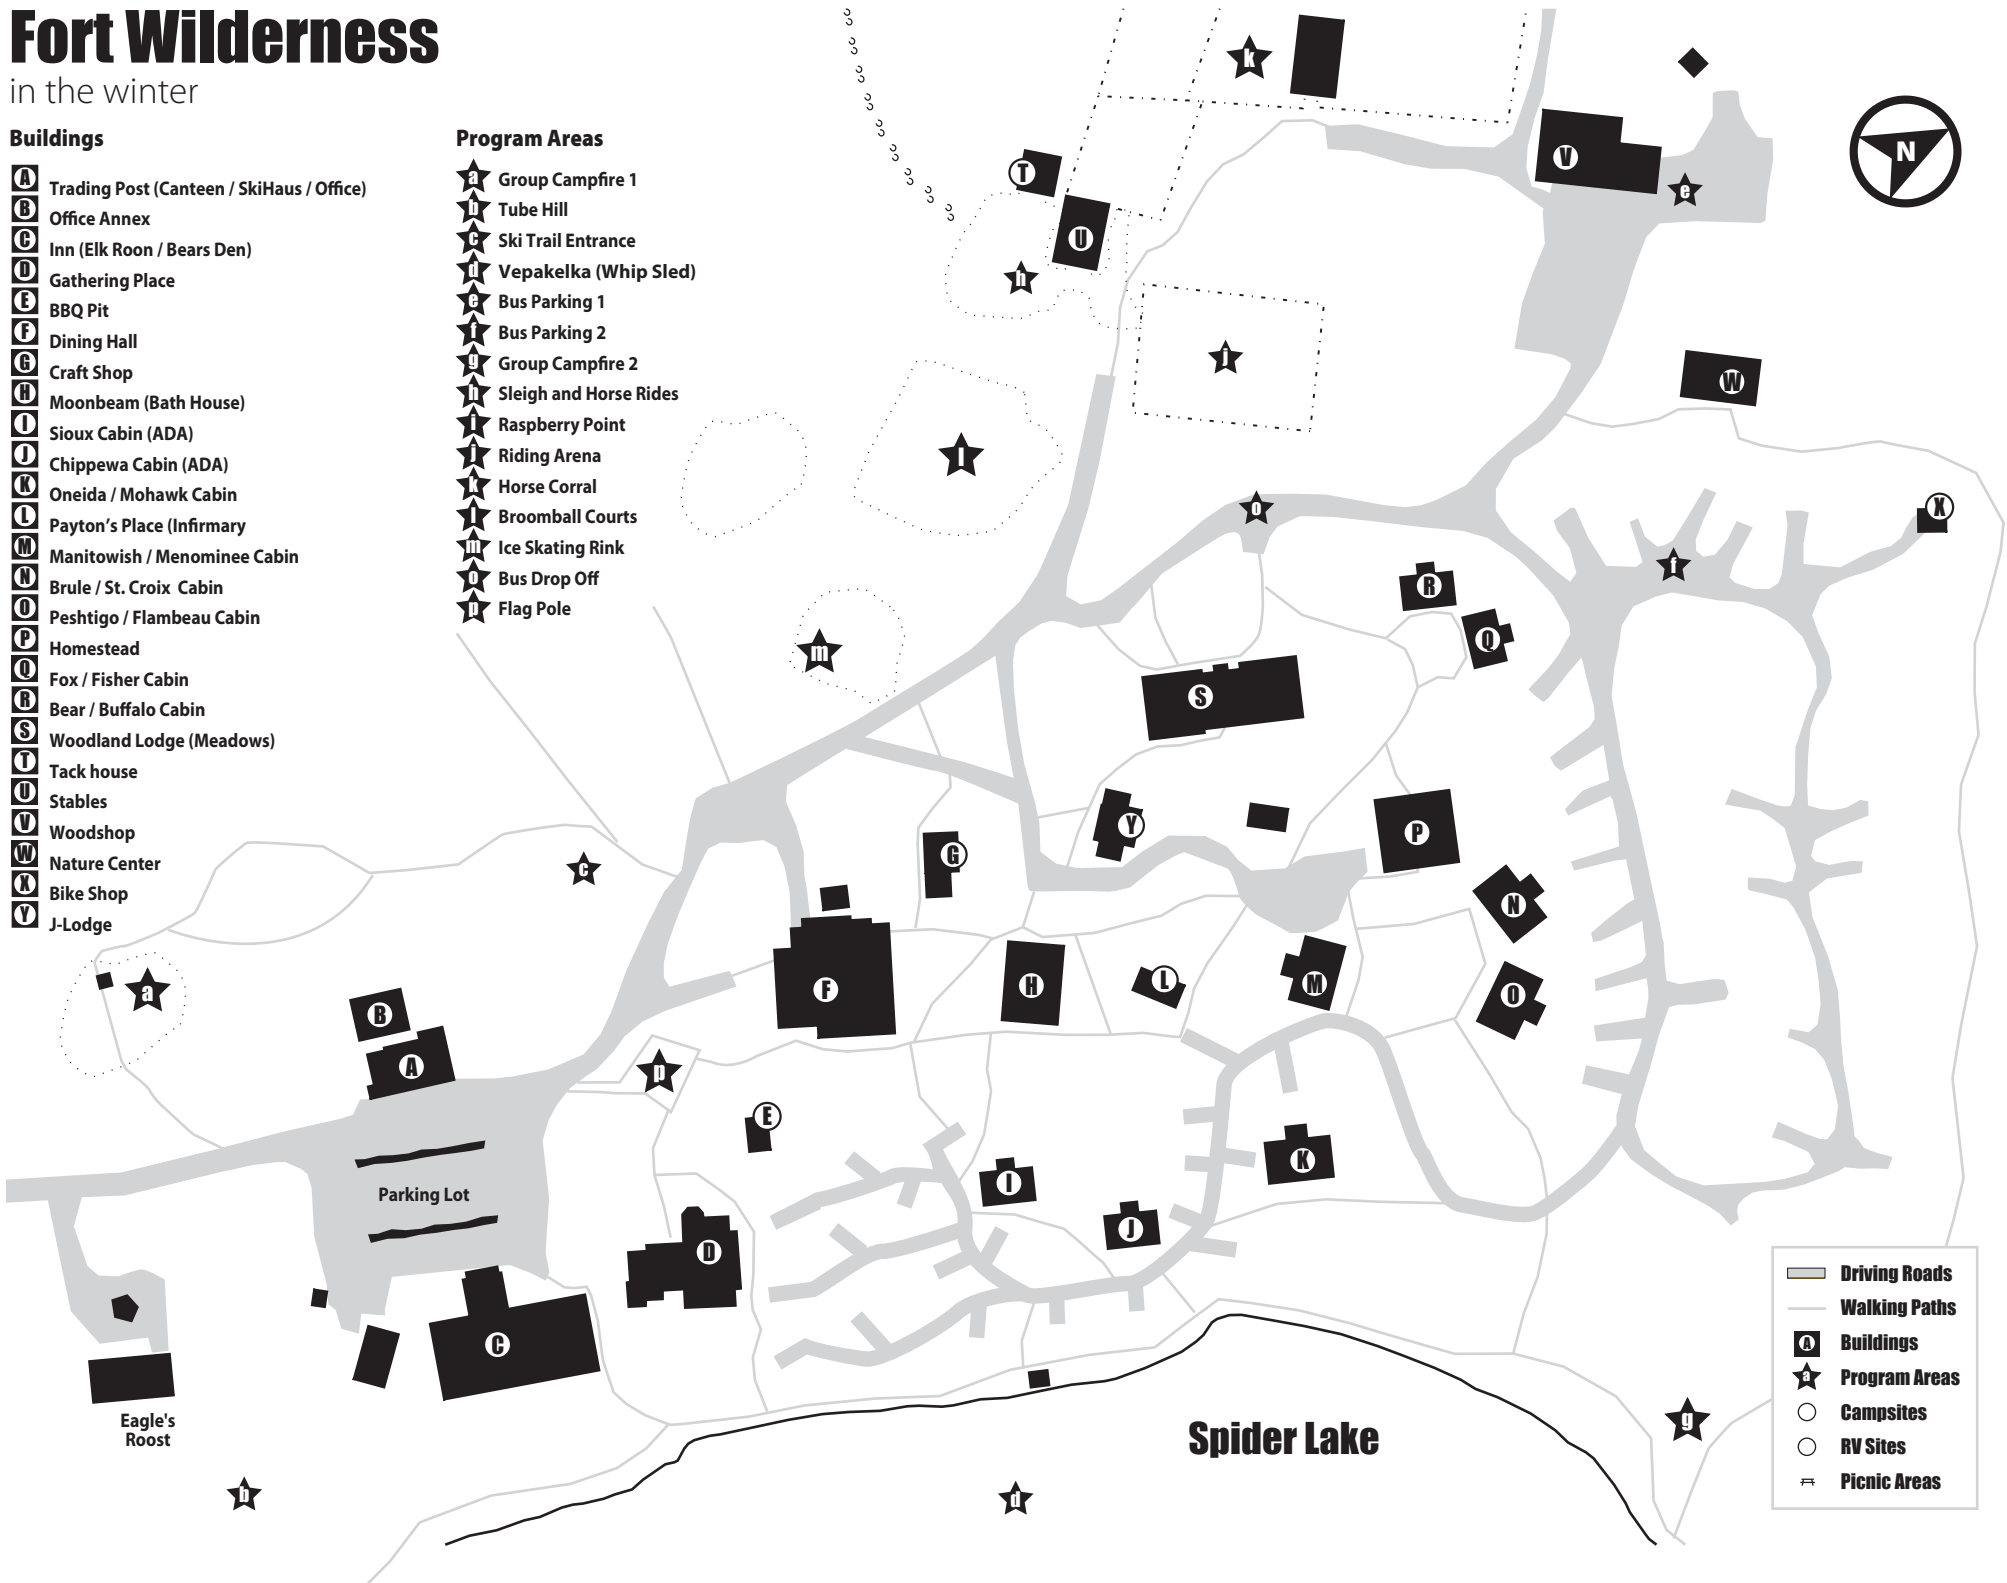 Fort Wilderness
in the winter
Buildings
A Trading Post (Canteen / SkiHaus / Office)
B Office Annex
C Inn (Elk Roon / Bears Den)
D Gathering Place
E BBQ Pit
F Dining Hall
G Craft Shop
H Moonbeam (Bath House)
I Sioux Cabin (ADA)
J Chippewa Cabin (ADA)
K Oneida / Mohawk Cabin
L Payton's Place (Infirmary
M Manitowish / Menominee Cabin
N Brule / St. Croix Cabin
O Peshtigo / Flambeau Cabin
P Homestead
Q Fox / Fisher Cabin
R Bear / Buffalo Cabin
S Woodland Lodge (Meadows)
T Tack house
U Stables
V Woodshop
W Nature Center
X Bike Shop
Y J-Lodge
Program Areas
a Group Campfire 1
b Tube Hill
c Ski Trail Entrance
d Vepakelka (Whip Sled)
e Bus Parking 1
f Bus Parking 2
g Group Campfire 2
h Sleigh and Horse Rides
i Raspberry Point
j Riding Arena
k Horse Corral
l Broomball Courts
m Ice Skating Rink
o Bus Drop Off
p Flag Pole
k
N
T
V
e
U
h
j
W
l
X
o
f
R
Q
m
S
Y
P
G
c
N
F
H
L
M
O
a
B
A
p
E
K
I
J
D
Parking Lot
C
Eagle's
Roost
b
d
g
Spider Lake
Driving Roads
Walking Paths
A Buildings
a Program Areas
Campsites
RV Sites
Picnic Areas